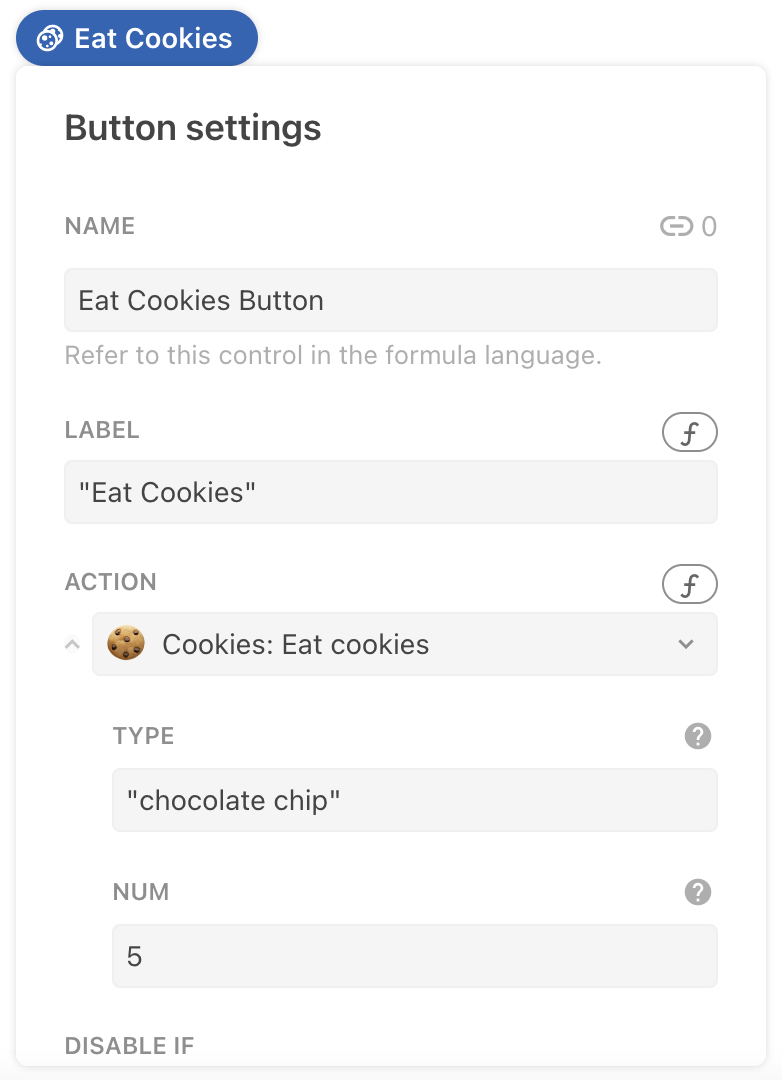 Eat Cookies
Button settings
NAME
0
Eat Cookies Button
Refer to this control in the formula language.
LABEL
f
"Eat Cookies"
ACTION
f
Cookies: Eat cookies
TYPE
?
"chocolate chip"
NUM
?
5
DISABLE IF